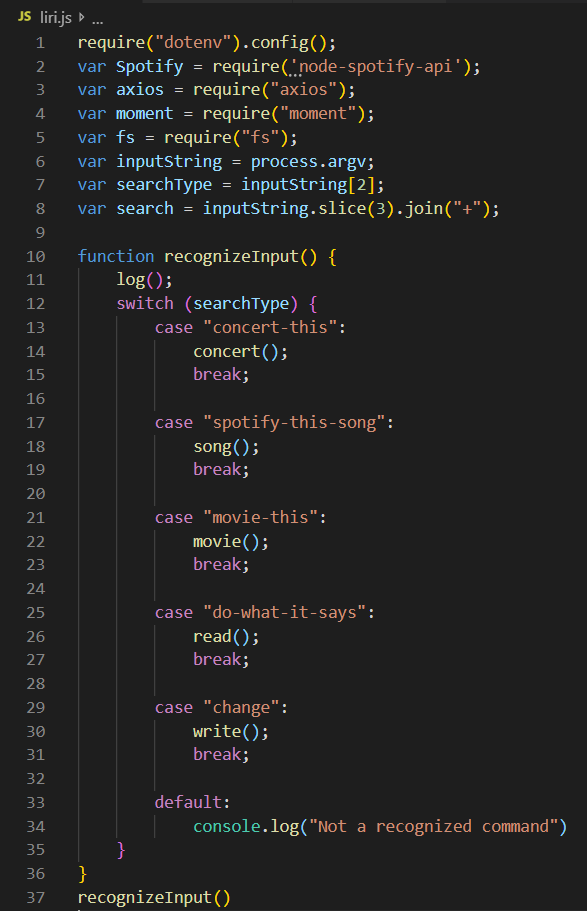 JS liri.js ▷ ...
1 require("dotenv").config();
2 var Spotify = require('node-spotify-api');
3 var axios = require("axios");
4 var moment = require("moment");
5 var fs = require("fs");
6 var inputString = process.argv;
7 var searchType = inputString[2];
8 var search = inputString.slice(3).join("+");
9
10 function recognizeInput() {
11     log();
12     switch (searchType) {
13         case "concert-this":
14             concert();
15             break;
16
17         case "spotify-this-song":
18             song();
19             break;
20
21         case "movie-this":
22             movie();
23             break;
24
25         case "do-what-it-says":
26             read();
27             break;
28
29         case "change":
30             write();
31             break;
32
33         default:
34             console.log("Not a recognized command")
35     }
36 }
37 recognizeInput()